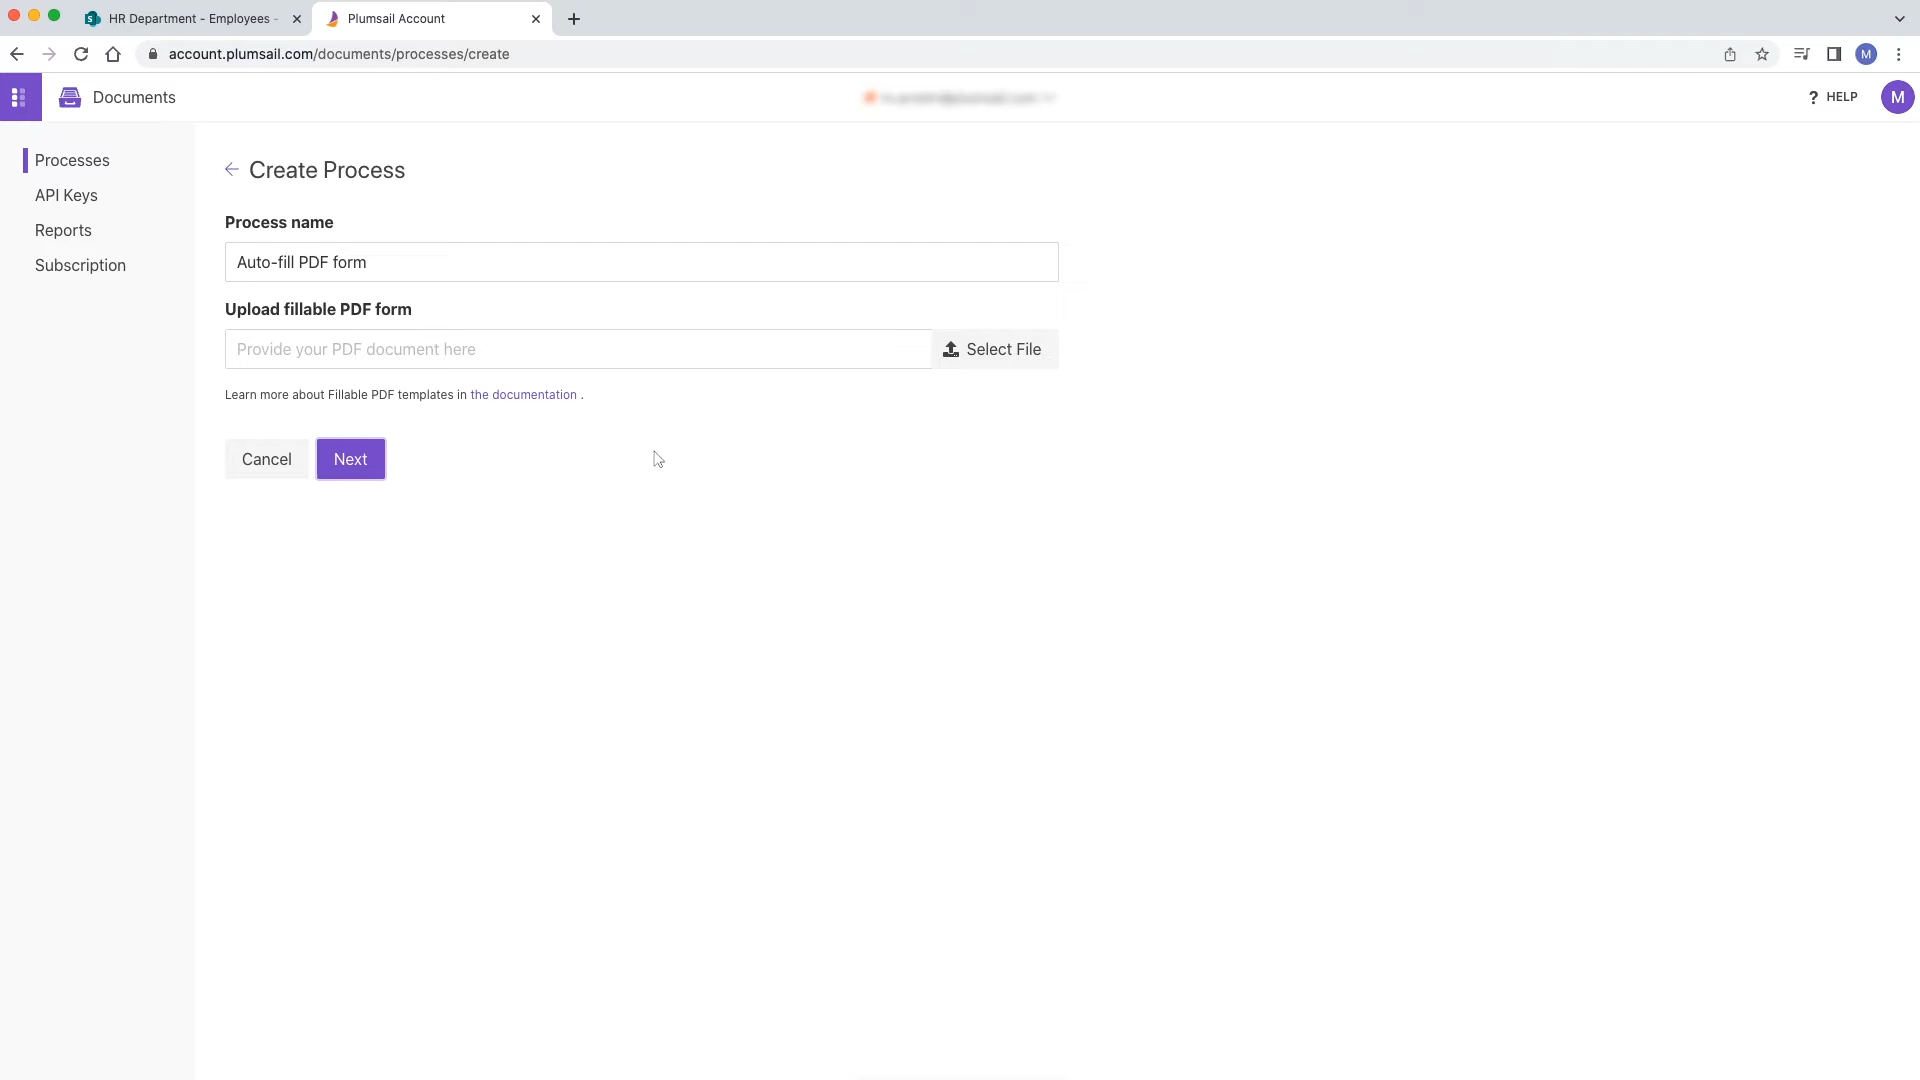 HR Department - Employees -
Plumsail Account
account.plumsail.com/documents/processes/create
M
Documents
? HELP
M
Processes
API Keys
Reports
Subscription
Create Process
Process name
Auto-fill PDF form
Upload fillable PDF form
Provide your PDF document here
Select File
Learn more about Fillable PDF templates in the documentation .
Cancel
Next